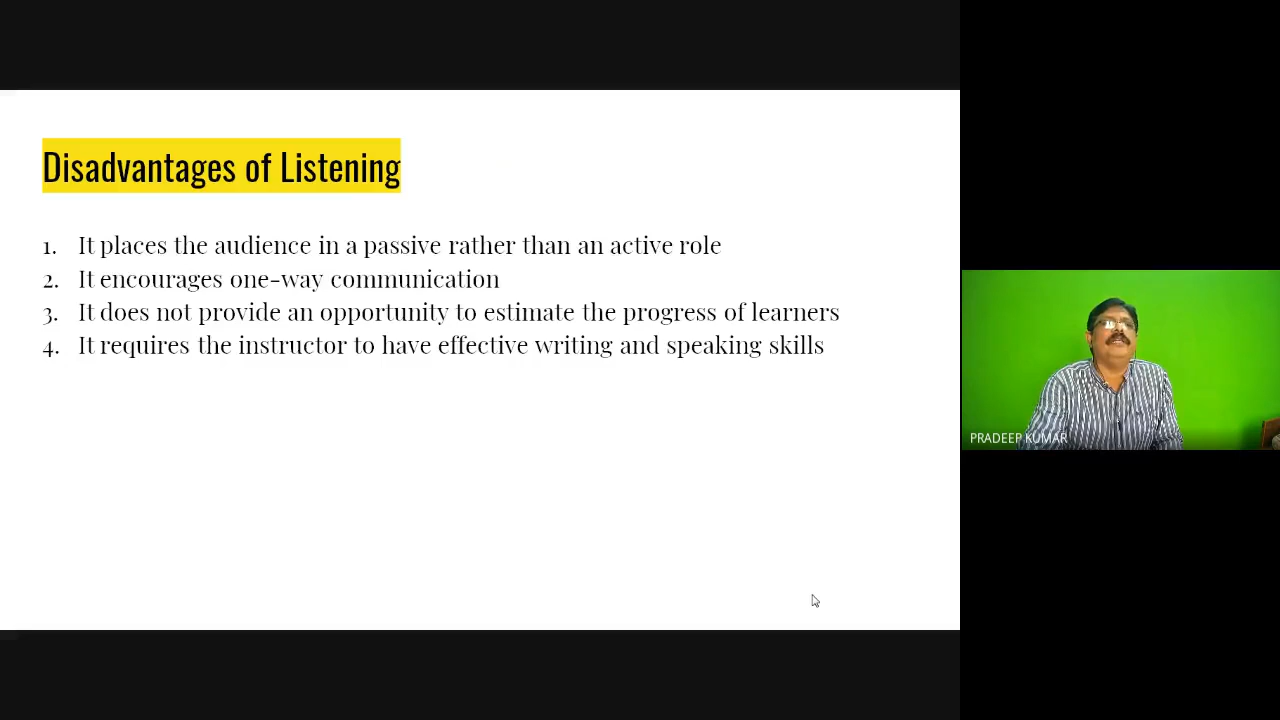 Disadvantages of Listening
1. It places the audience in a passive rather than an active role
2. It encourages one-way communication
3. It does not provide an opportunity to estimate the progress of learners
4. It requires the instructor to have effective writing and speaking skills
PRADEEP KUMAR